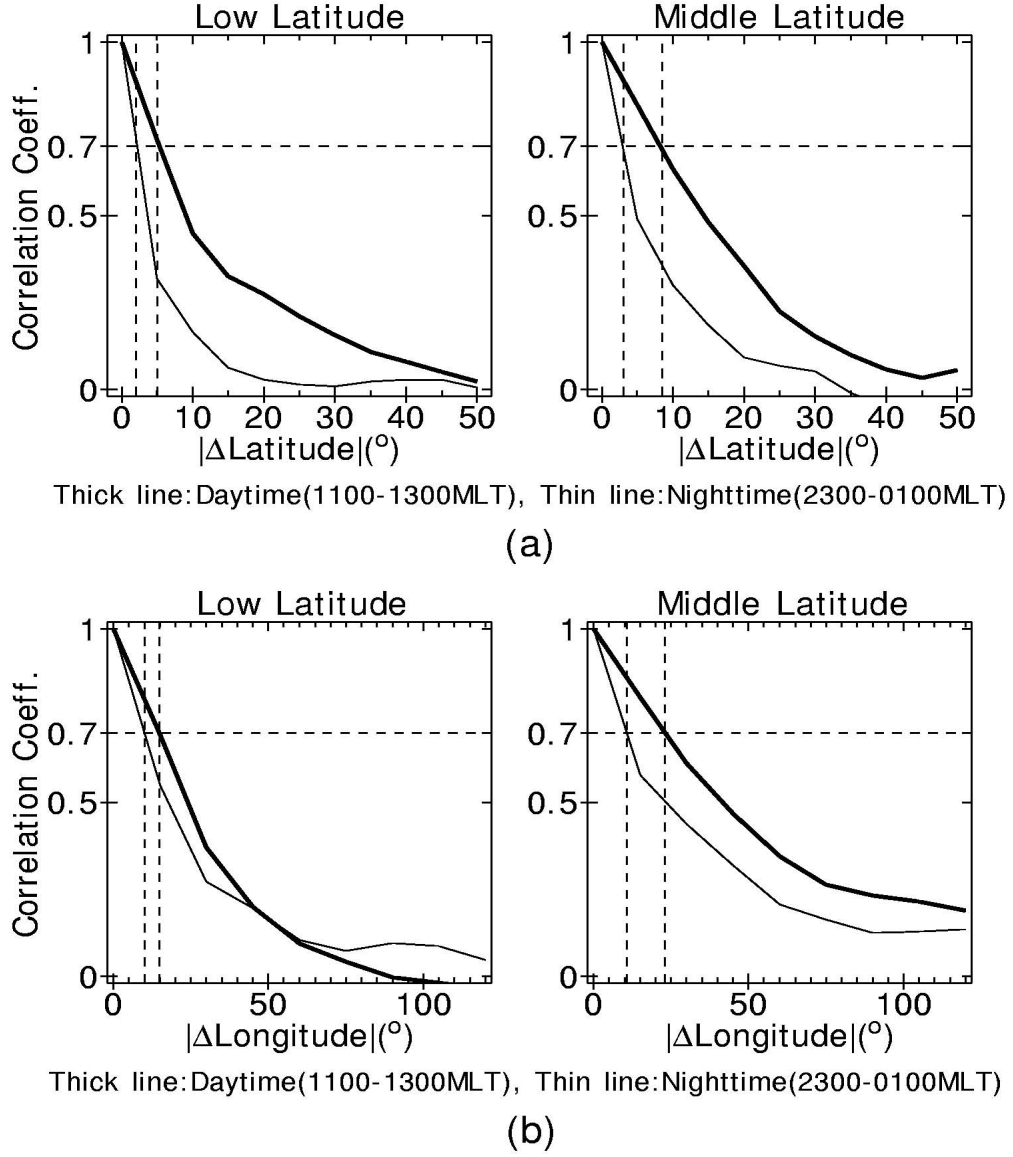 Low Latitude
Middle Latitude
Correlation Coeff.
1
0.7
0.5
0
0 10 20 30 40 50
|ΔLatitude|(°)
1
0.7
0.5
0
0 10 20 30 40 50
|ΔLatitude|(°)
Thick line:Daytime(1100-1300MLT), Thin line:Nighttime(2300-0100MLT)
(a)
Low Latitude
Middle Latitude
Correlation Coeff.
1
0.7
0.5
0
0 50 100
|ΔLongitude|(°)
1
0.7
0.5
0
0 50 100
|ΔLongitude|(°)
Thick line:Daytime(1100-1300MLT), Thin line:Nighttime(2300-0100MLT)
(b)